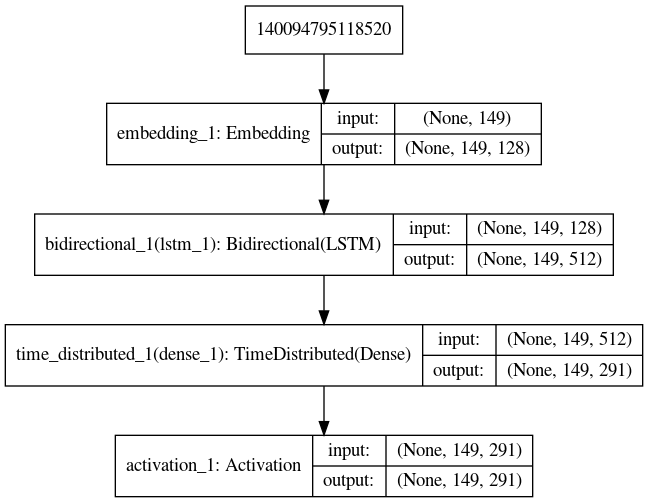 140094795118520
embedding_1: Embedding
input:
(None, 149)
output:
(None, 149, 128)
bidirectional_1(lstm_1): Bidirectional(LSTM)
input:
(None, 149, 128)
output:
(None, 149, 512)
time_distributed_1(dense_1): TimeDistributed(Dense)
input:
(None, 149, 512)
output:
(None, 149, 291)
activation_1: Activation
input:
(None, 149, 291)
output:
(None, 149, 291)